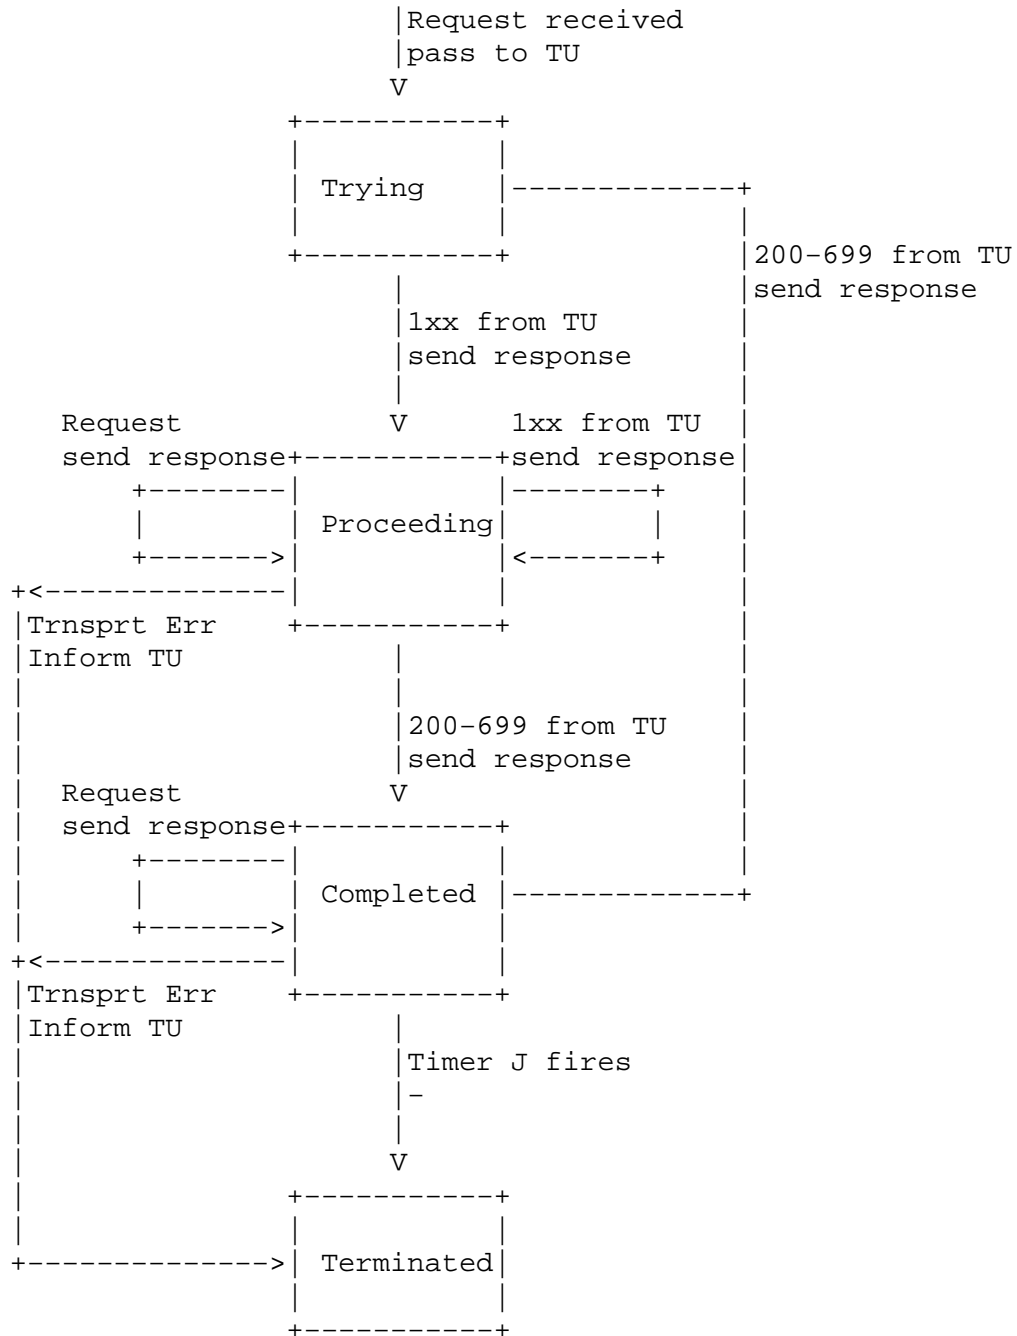 Request received
pass to TU
Trying
200-699 from TU
send response
1xx from TU
send response
Request
1xx from TU
send response
send response
Proceeding
Trnsprt Err
Inform TU
200-699 from TU
send response
Request
send response
Completed
Trnsprt Err
Inform TU
Timer J fires
-
Terminated